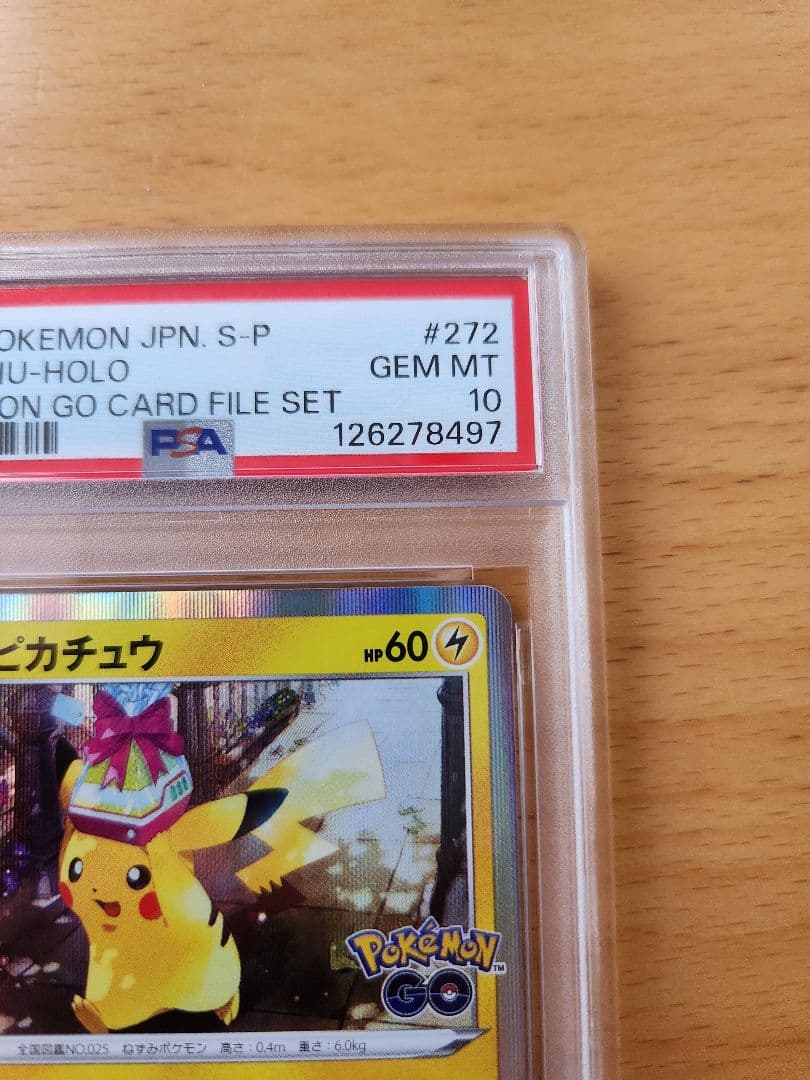 OKEMON JPN. S-P #272
IU-HOLO GEM MT
ON GO CARD FILE SET 10
PSA 126278497
ピカチュウ HP60
Pokémon™
GO
全国図鑑NO.025 ねずみポケモン 高さ:0.4m 重さ:6.0kg